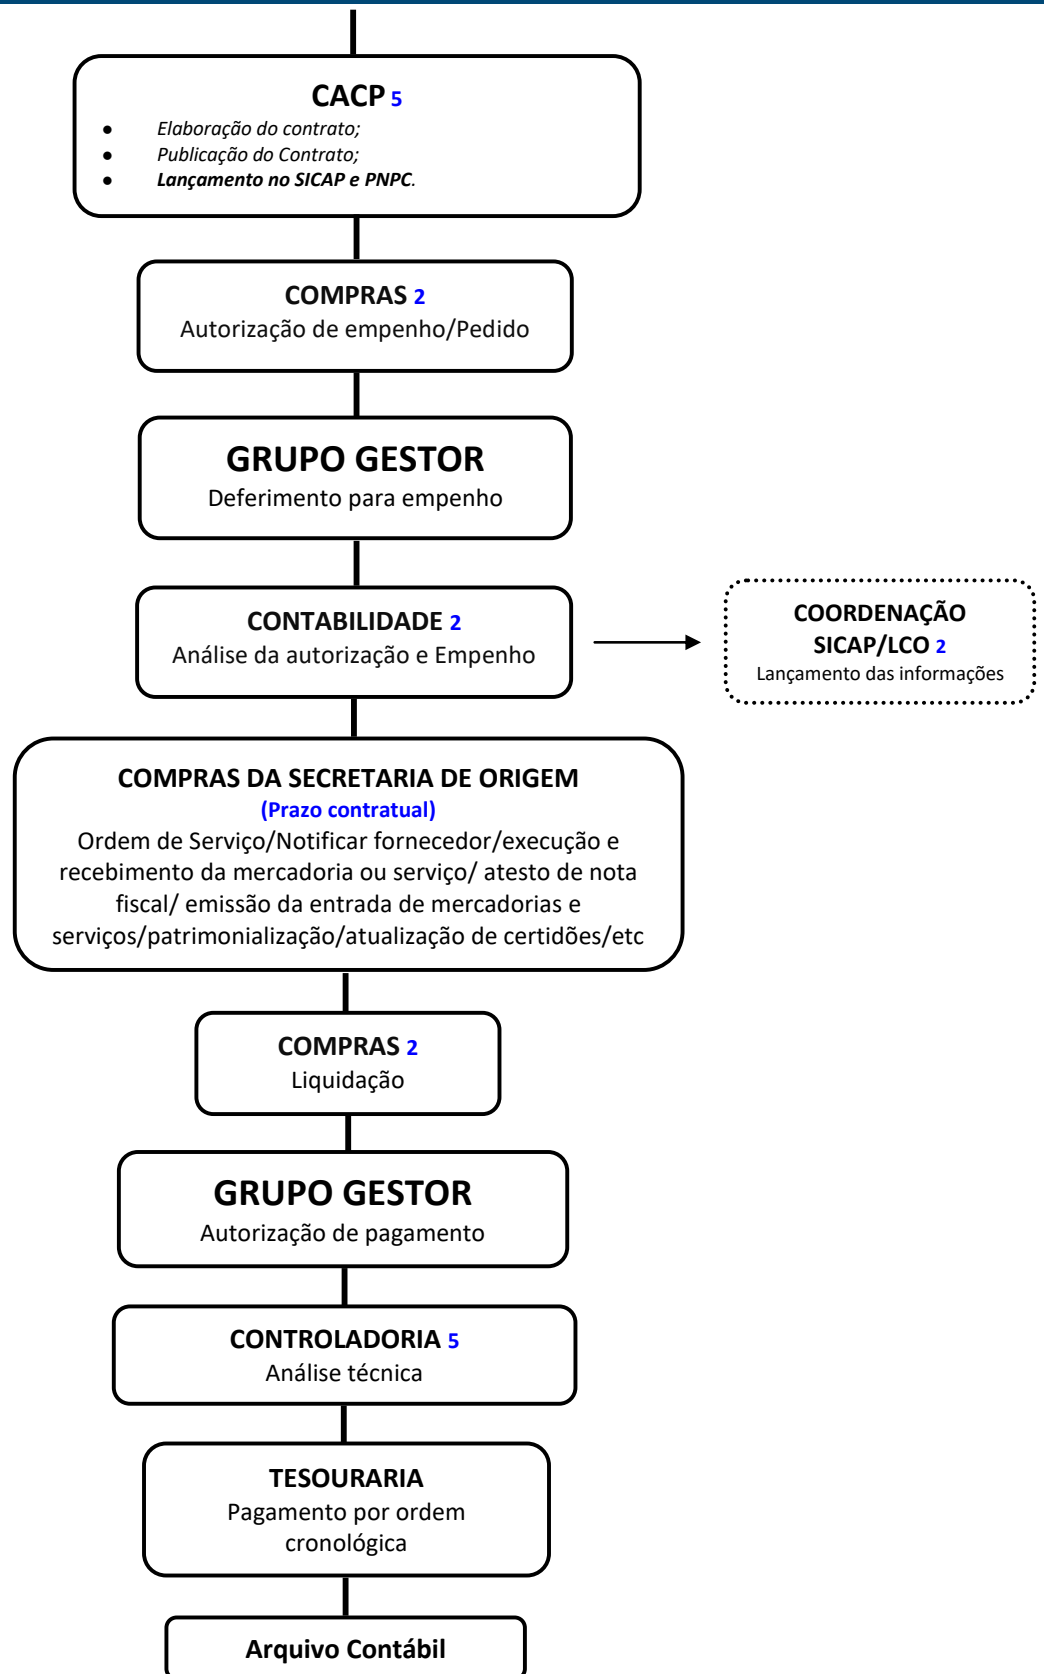 CACP 5
● Elaboração do contrato;
● Publicação do Contrato;
● Lançamento no SICAP e PNPC.
COMPRAS 2
Autorização de empenho/Pedido
GRUPO GESTOR
Deferimento para empenho
CONTABILIDADE 2
Análise da autorização e Empenho
COORDENAÇÃO
SICAP/LCO 2
Lançamento das informações
COMPRAS DA SECRETARIA DE ORIGEM
(Prazo contratual)
Ordem de Serviço/Notificar fornecedor/execução e
recebimento da mercadoria ou serviço/ atesto de nota
fiscal/ emissão da entrada de mercadorias e
serviços/patrimonialização/atualização de certidões/etc
COMPRAS 2
Liquidação
GRUPO GESTOR
Autorização de pagamento
CONTROLADORIA 5
Análise técnica
TESOURARIA
Pagamento por ordem
cronológica
Arquivo Contábil